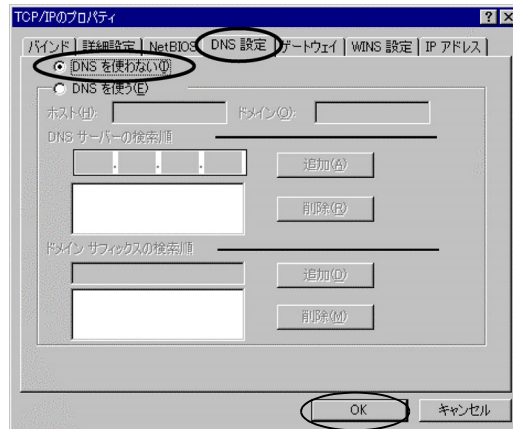 TCP/IPのプロパティ
バインド 詳細設定 NetBIOS DNS 設定 ゲートウェイ WINS 設定 IP アドレス
DNS を使わない(I)
DNS を使う(E)
ホスト(H): ドメイン(O):
DNS サーバーの検索順
追加(A)
削除(R)
ドメイン サフィックスの検索順
追加(D)
削除(M)
OK キャンセル